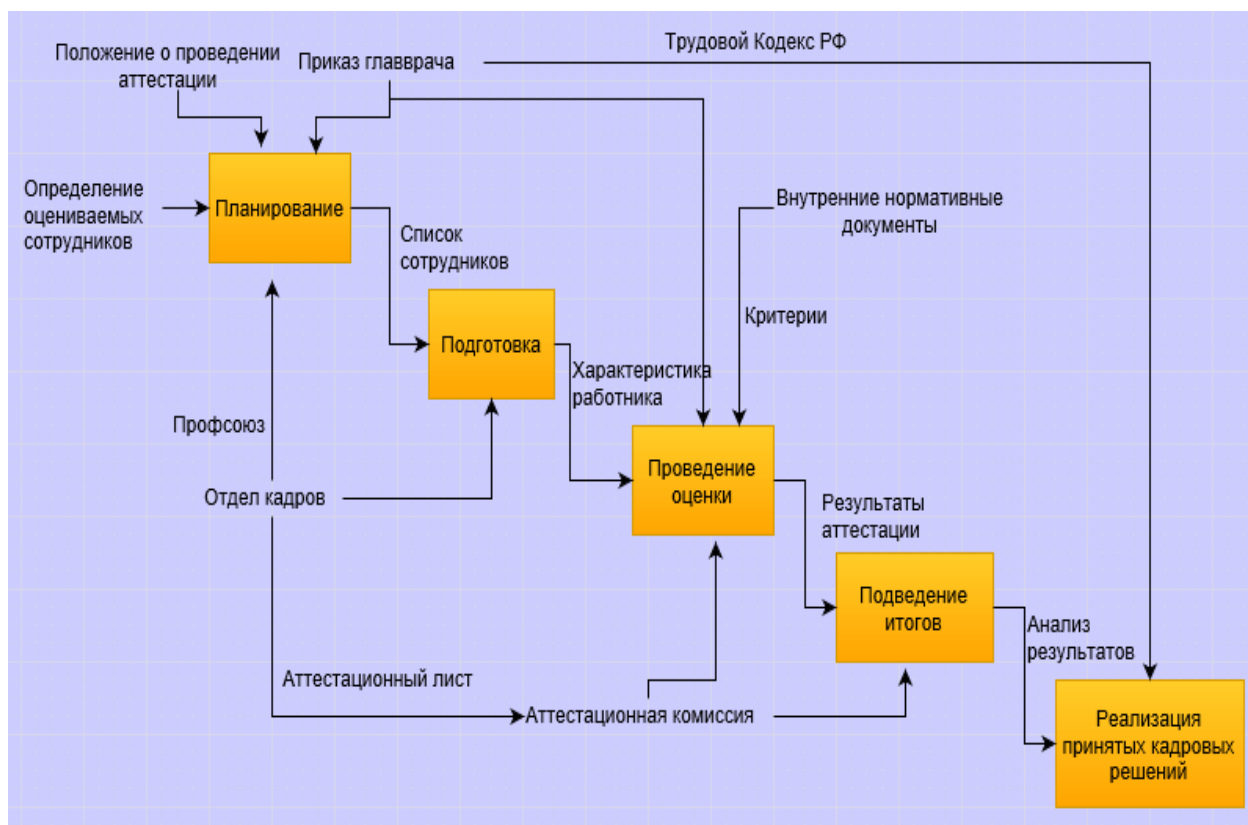 Трудовой Кодекс РФ
Положение о проведении
аттестации
Приказ главврача
Определение
оцениваемых
сотрудников
Планирование
Внутренние нормативные
документы
Список
сотрудников
Критерии
Подготовка
Характеристика
работника
Профсоюз
Проведение
оценки
Отдел кадров
Результаты
аттестации
Подведение
итогов
Анализ
результатов
Аттестационный лист
Аттестационная комиссия
Реализация
принятых кадровых
решений